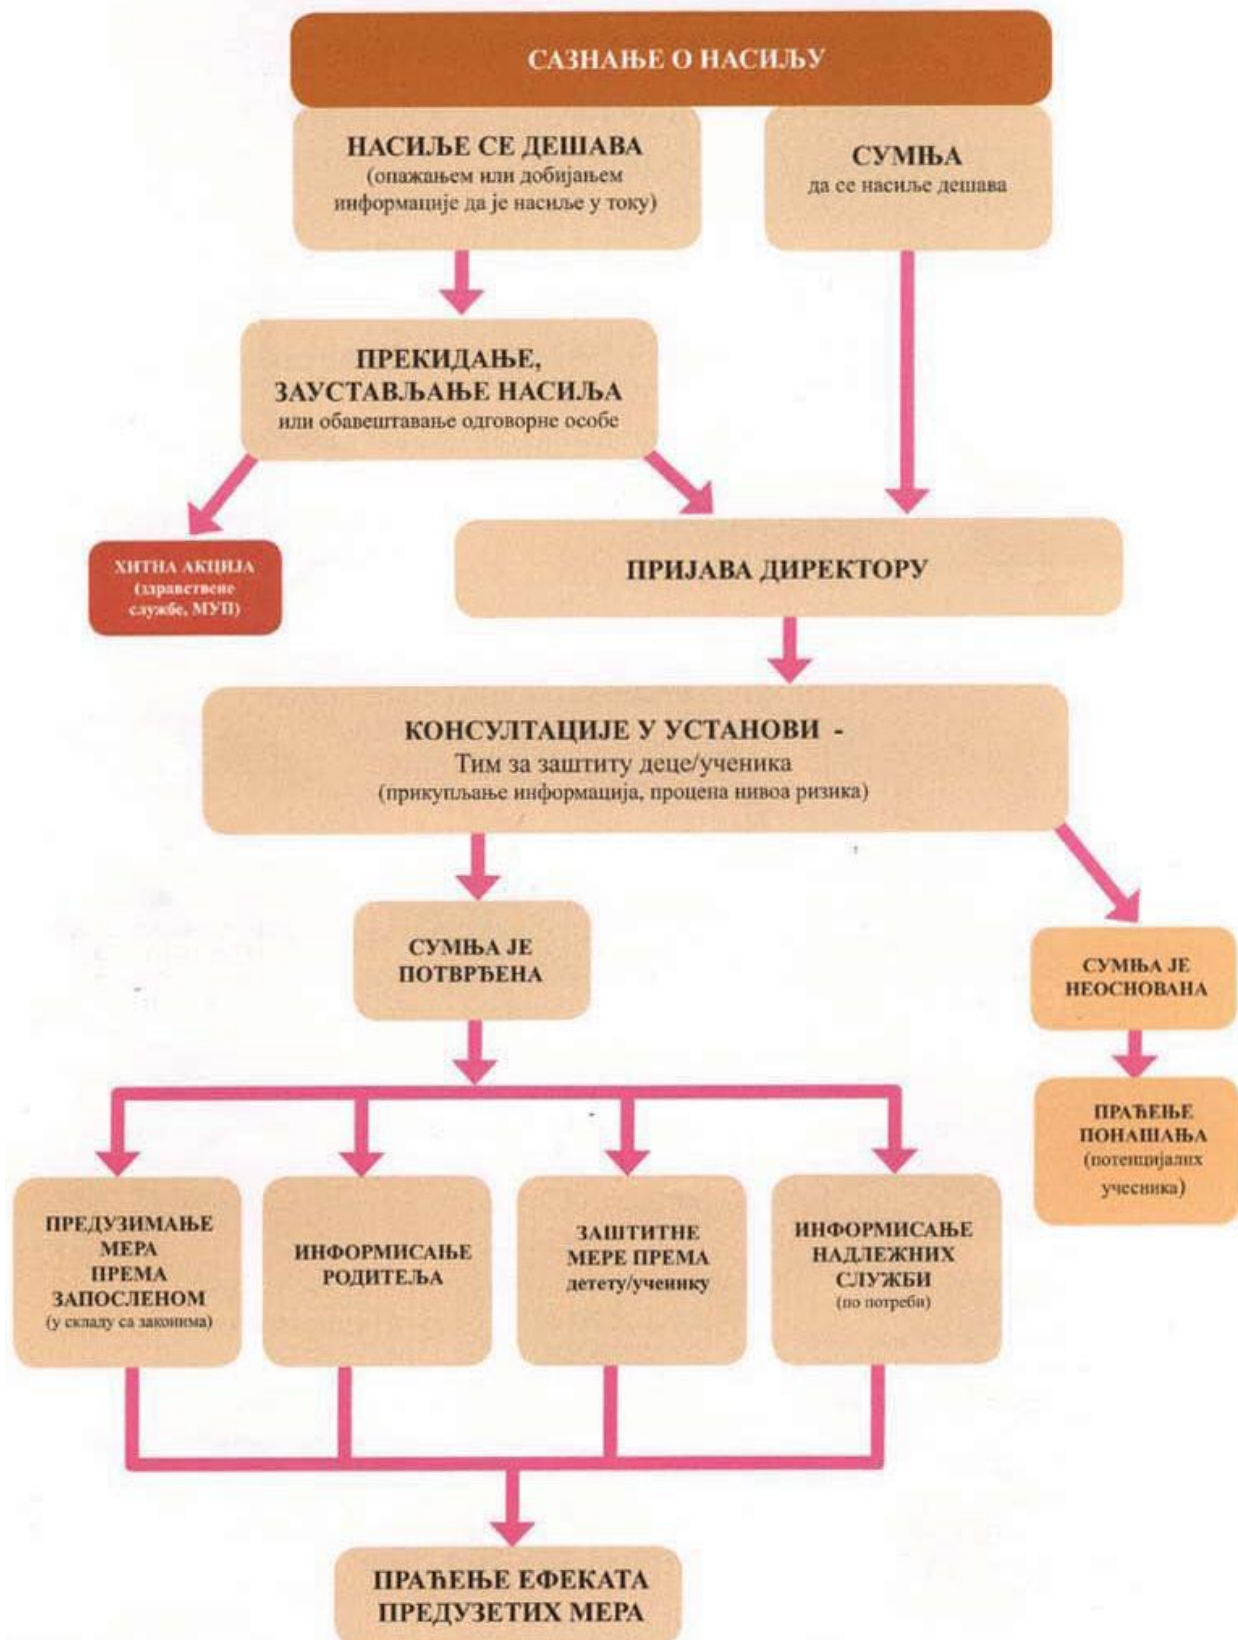 САЗНАЊЕ О НАСИЉУ
НАСИЉЕ СЕ ДЕШАВА
(опажањем или добијањем
информације да је насиље у току)
СУМЊА
да се насиље дешава
ПРЕКИДАЊЕ,
ЗАУСТАВЉАЊЕ НАСИЉА
или обавештавање одговорне особе
ХИТНА АКЦИЈА
(здравствене
службе, МУП)
ПРИЈАВА ДИРЕКТОРУ
КОНСУЛТАЦИЈЕ У УСТАНОВИ -
Тим за заштиту деце/ученика
(прикупљање информација, процена нивоа ризика)
СУМЊА ЈЕ
ПОТВРЂЕНА
СУМЊА ЈЕ
НЕОСНОВАНА
ПРАЋЕЊЕ
ПОНАШАЊА
(потенцијалних
учесника)
ПРЕДУЗИМАЊЕ
МЕРА
ПРЕМА
ЗАПОСЛЕНОМ
(у складу са законима)
ИНФОРМИСАЊЕ
РОДИТЕЉА
ЗАШТИТНЕ
МЕРЕ ПРЕМА
детету/ученику
ИНФОРМИСАЊЕ
НАДЛЕЖНИХ
СЛУЖБИ
(по потреби)
ПРАЋЕЊЕ ЕФЕКАТА
ПРЕДУЗЕТИХ МЕРА